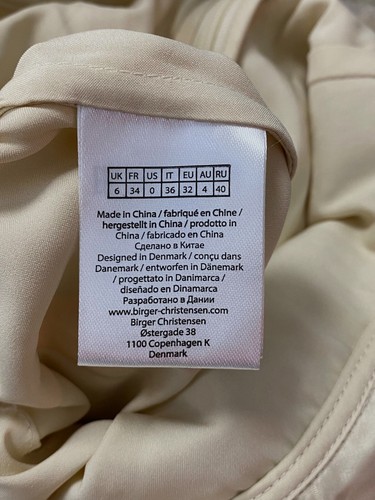 UK FR US IT EU AU RU
6 34 0 36 32 4 40
Made in China / fabriqué en Chine /
hergestellt in China / prodotto in
China / fabricado en China
Сделано в Китае
Designed in Denmark / conçu dans
Danemark / entworfen in Dänemark
/ progettato in Danimarca /
diseñado en Dinamarca
Разработано в Дании
www.birger-christensen.com
Birger Christensen
Østergade 38
1100 Copenhagen K
Denmark